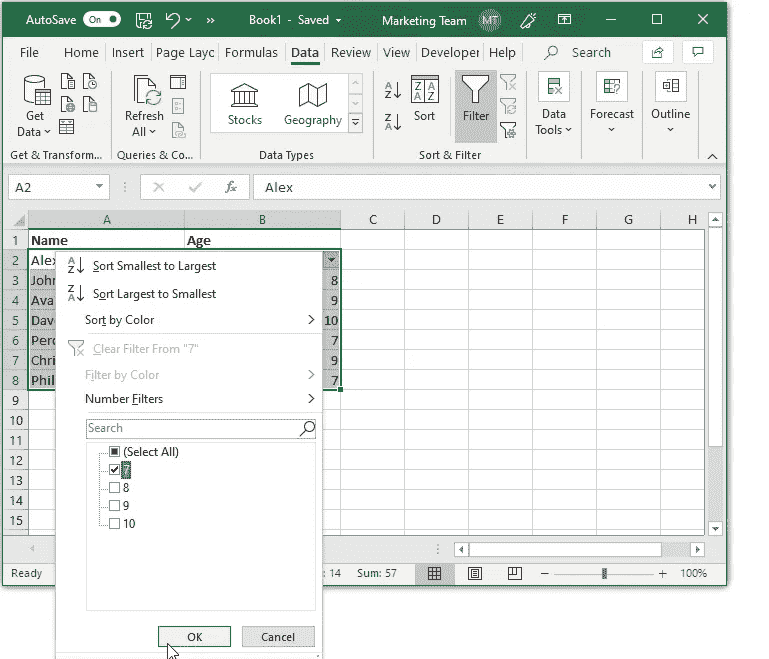 AutoSave On » Book1 - Saved Marketing Team MT
File Home Insert Page Layc Formulas Data Review View Developer Help Search
Get Data
Refresh All
Stocks Geography
Sort
Filter
Data Tools
Forecast
Outline
Get & Transform... Queries & Co... Data Types Sort & Filter
A2 fx Alex
A B C D E F G H
1 Name Age
2 Alex
3 John 8
4 Ava 9
5 Dave 10
6 Perc 7
7 Chri 9
8 Phil 7
9
10
11
12
13
14
15
Sort Smallest to Largest
Sort Largest to Smallest
Sort by Color
Clear Filter From "7"
Filter by Color
Number Filters
Search
(Select All)
7
8
9
10
OK Cancel
Ready : 14 Sum: 57 100%